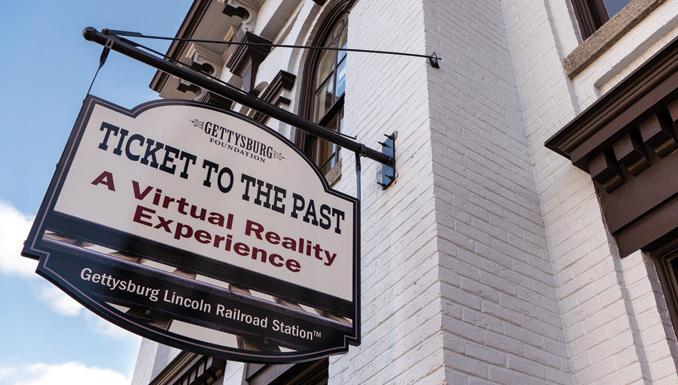 GETTYSBURG
FOUNDATION
TICKET TO THE PAST
A Virtual Reality
Experience
Gettysburg Lincoln Railroad Station™